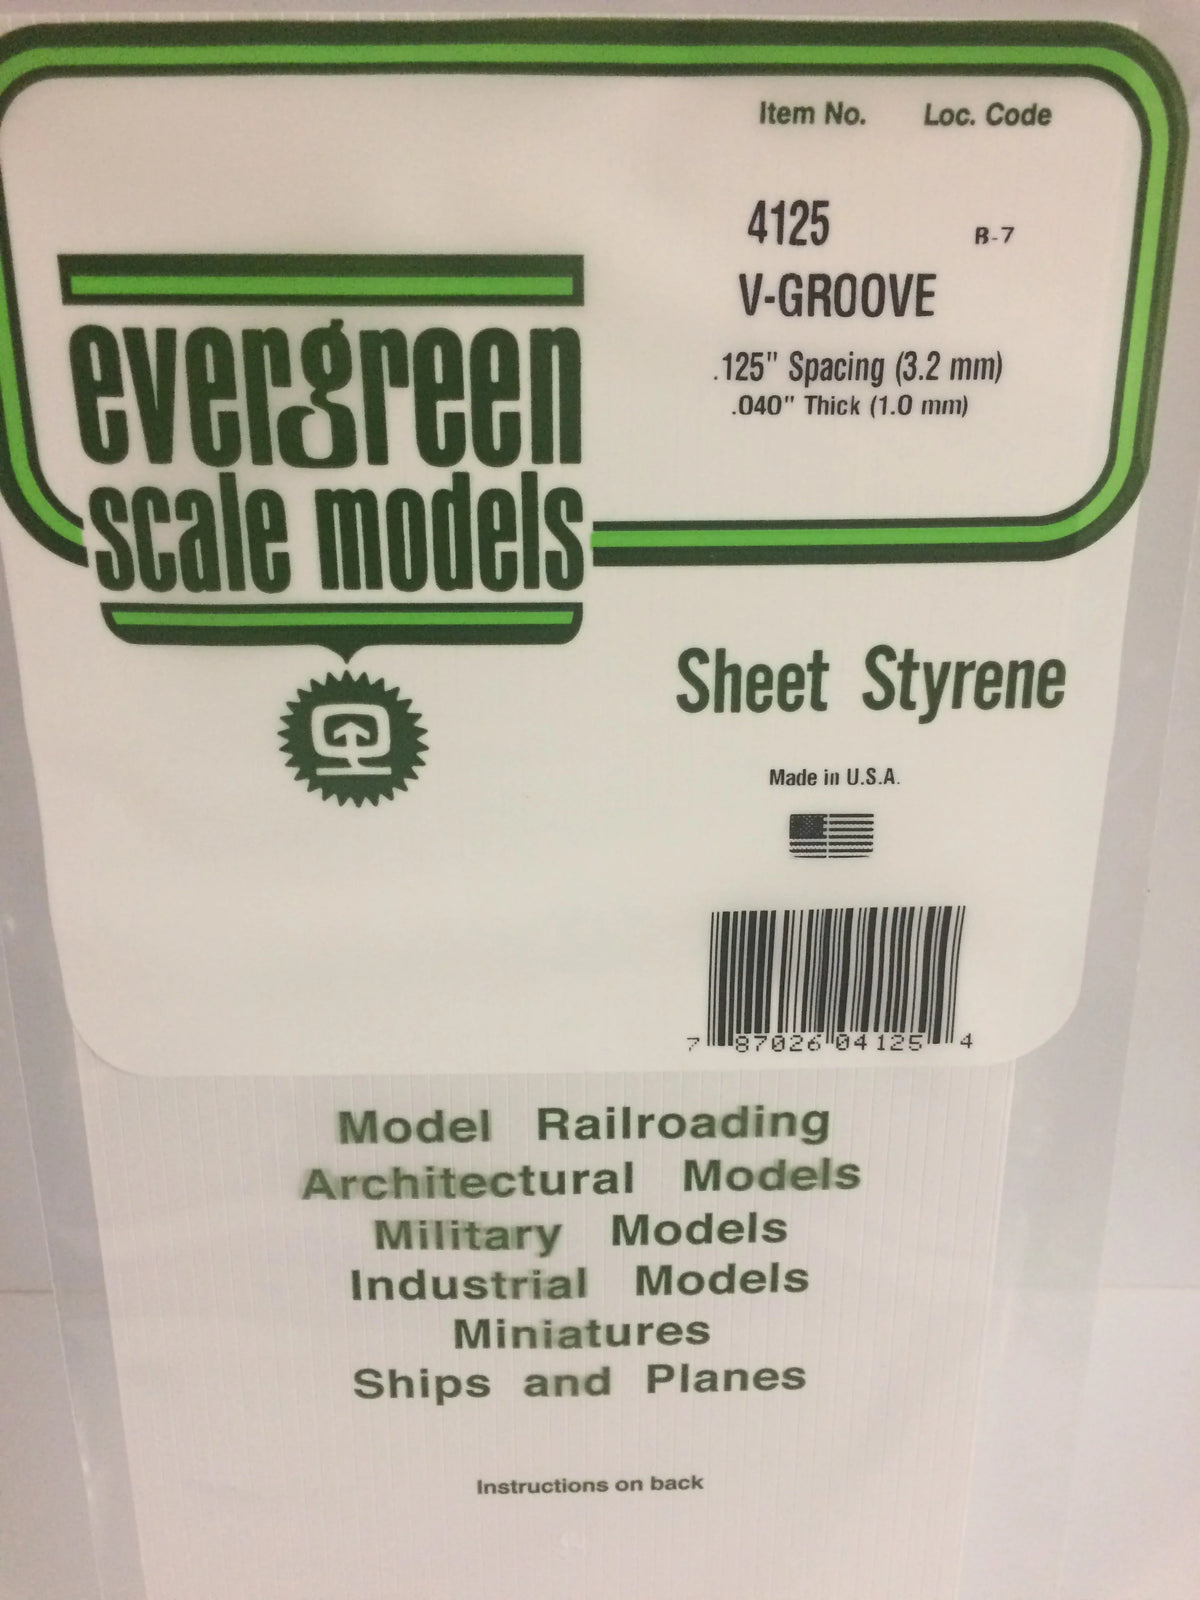 Item No. Loc. Code
4125 B-7
V-GROOVE
.125" Spacing (3.2 mm)
.040" Thick (1.0 mm)
evergreen
scale models
Sheet Styrene
Made in U.S.A.
7 87026 04125 4
Model Railroading
Architectural Models
Military Models
Industrial Models
Miniatures
Ships and Planes
Instructions on back